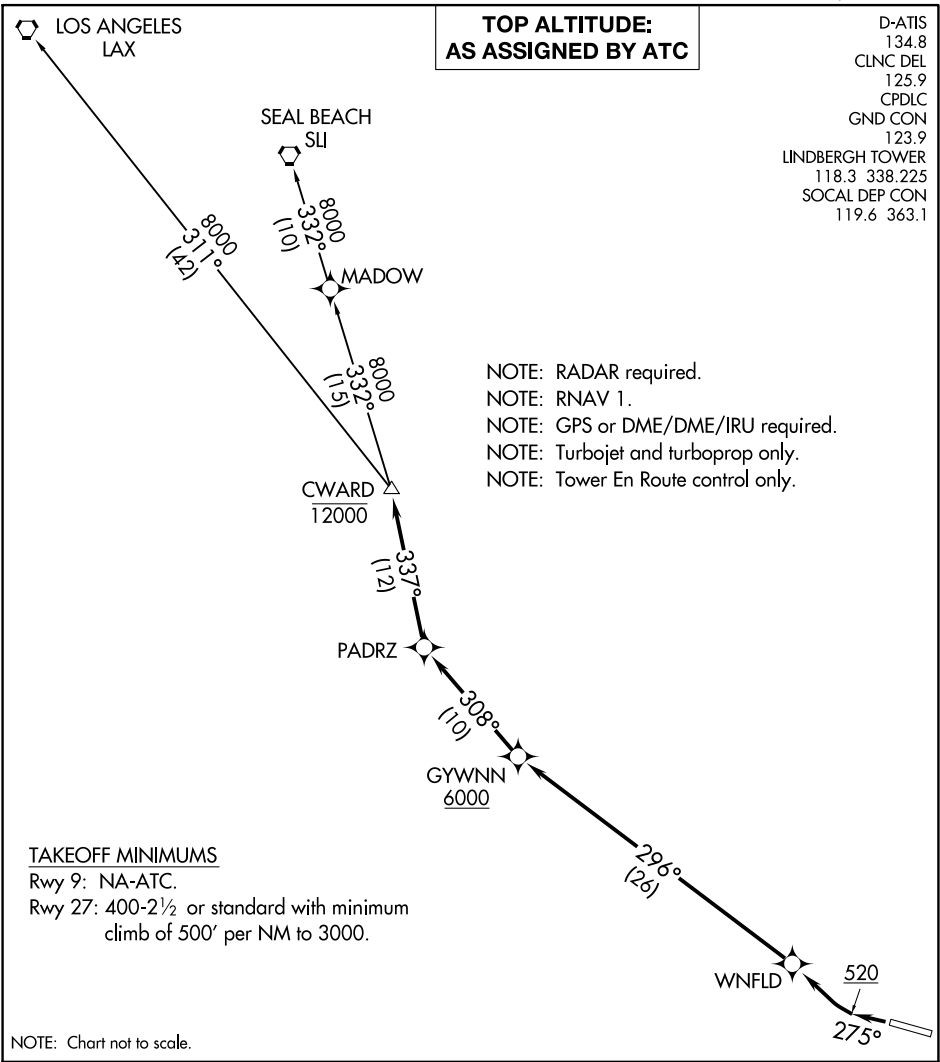 LOS ANGELES
LAX
TOP ALTITUDE:
AS ASSIGNED BY ATC
D-ATIS
134.8
CLNC DEL
125.9
CPDLC
GND CON
123.9
LINDBERGH TOWER
118.3 338.225
SOCAL DEP CON
119.6 363.1
SEAL BEACH
SLI
8000
311°
(42)
8000
332°
(10)
MADOW
8000
332°
(15)
NOTE: RADAR required.
NOTE: RNAV 1.
NOTE: GPS or DME/DME/IRU required.
NOTE: Turbojet and turboprop only.
NOTE: Tower En Route control only.
CWARD
12000
337°
(12)
PADRZ
308°
(10)
GYWNN
6000
296°
(26)
TAKEOFF MINIMUMS
Rwy 9: NA-ATC.
Rwy 27: 400-2½ or standard with minimum
climb of 500' per NM to 3000.
WNFLD
520
275°
NOTE: Chart not to scale.